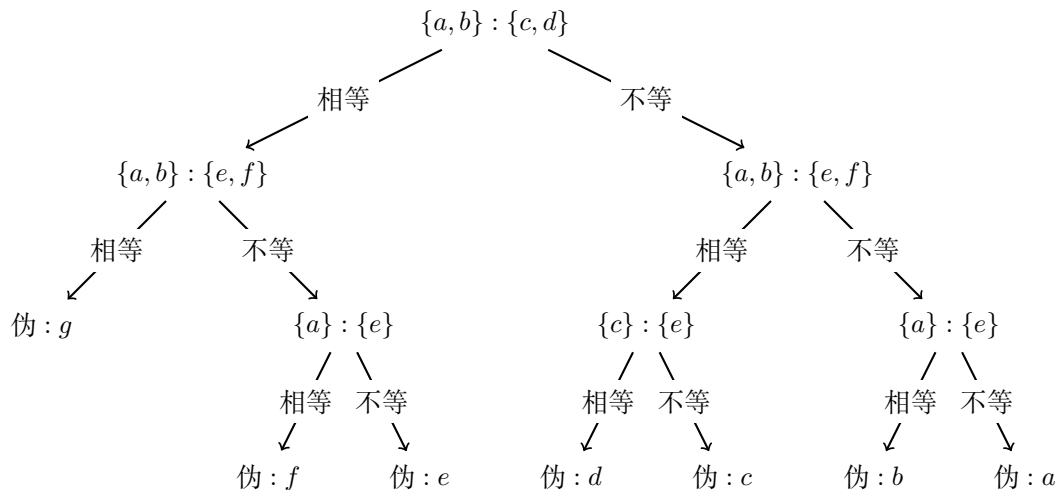 {a, b} : {c, d}
相等 不等
{a, b} : {e, f} {a, b} : {e, f}
相等 不等 相等 不等
伪 : g {a} : {e} {c} : {e} {a} : {e}
相等 不等 相等 不等 相等 不等
伪 : f 伪 : e 伪 : d 伪 : c 伪 : b 伪 : a